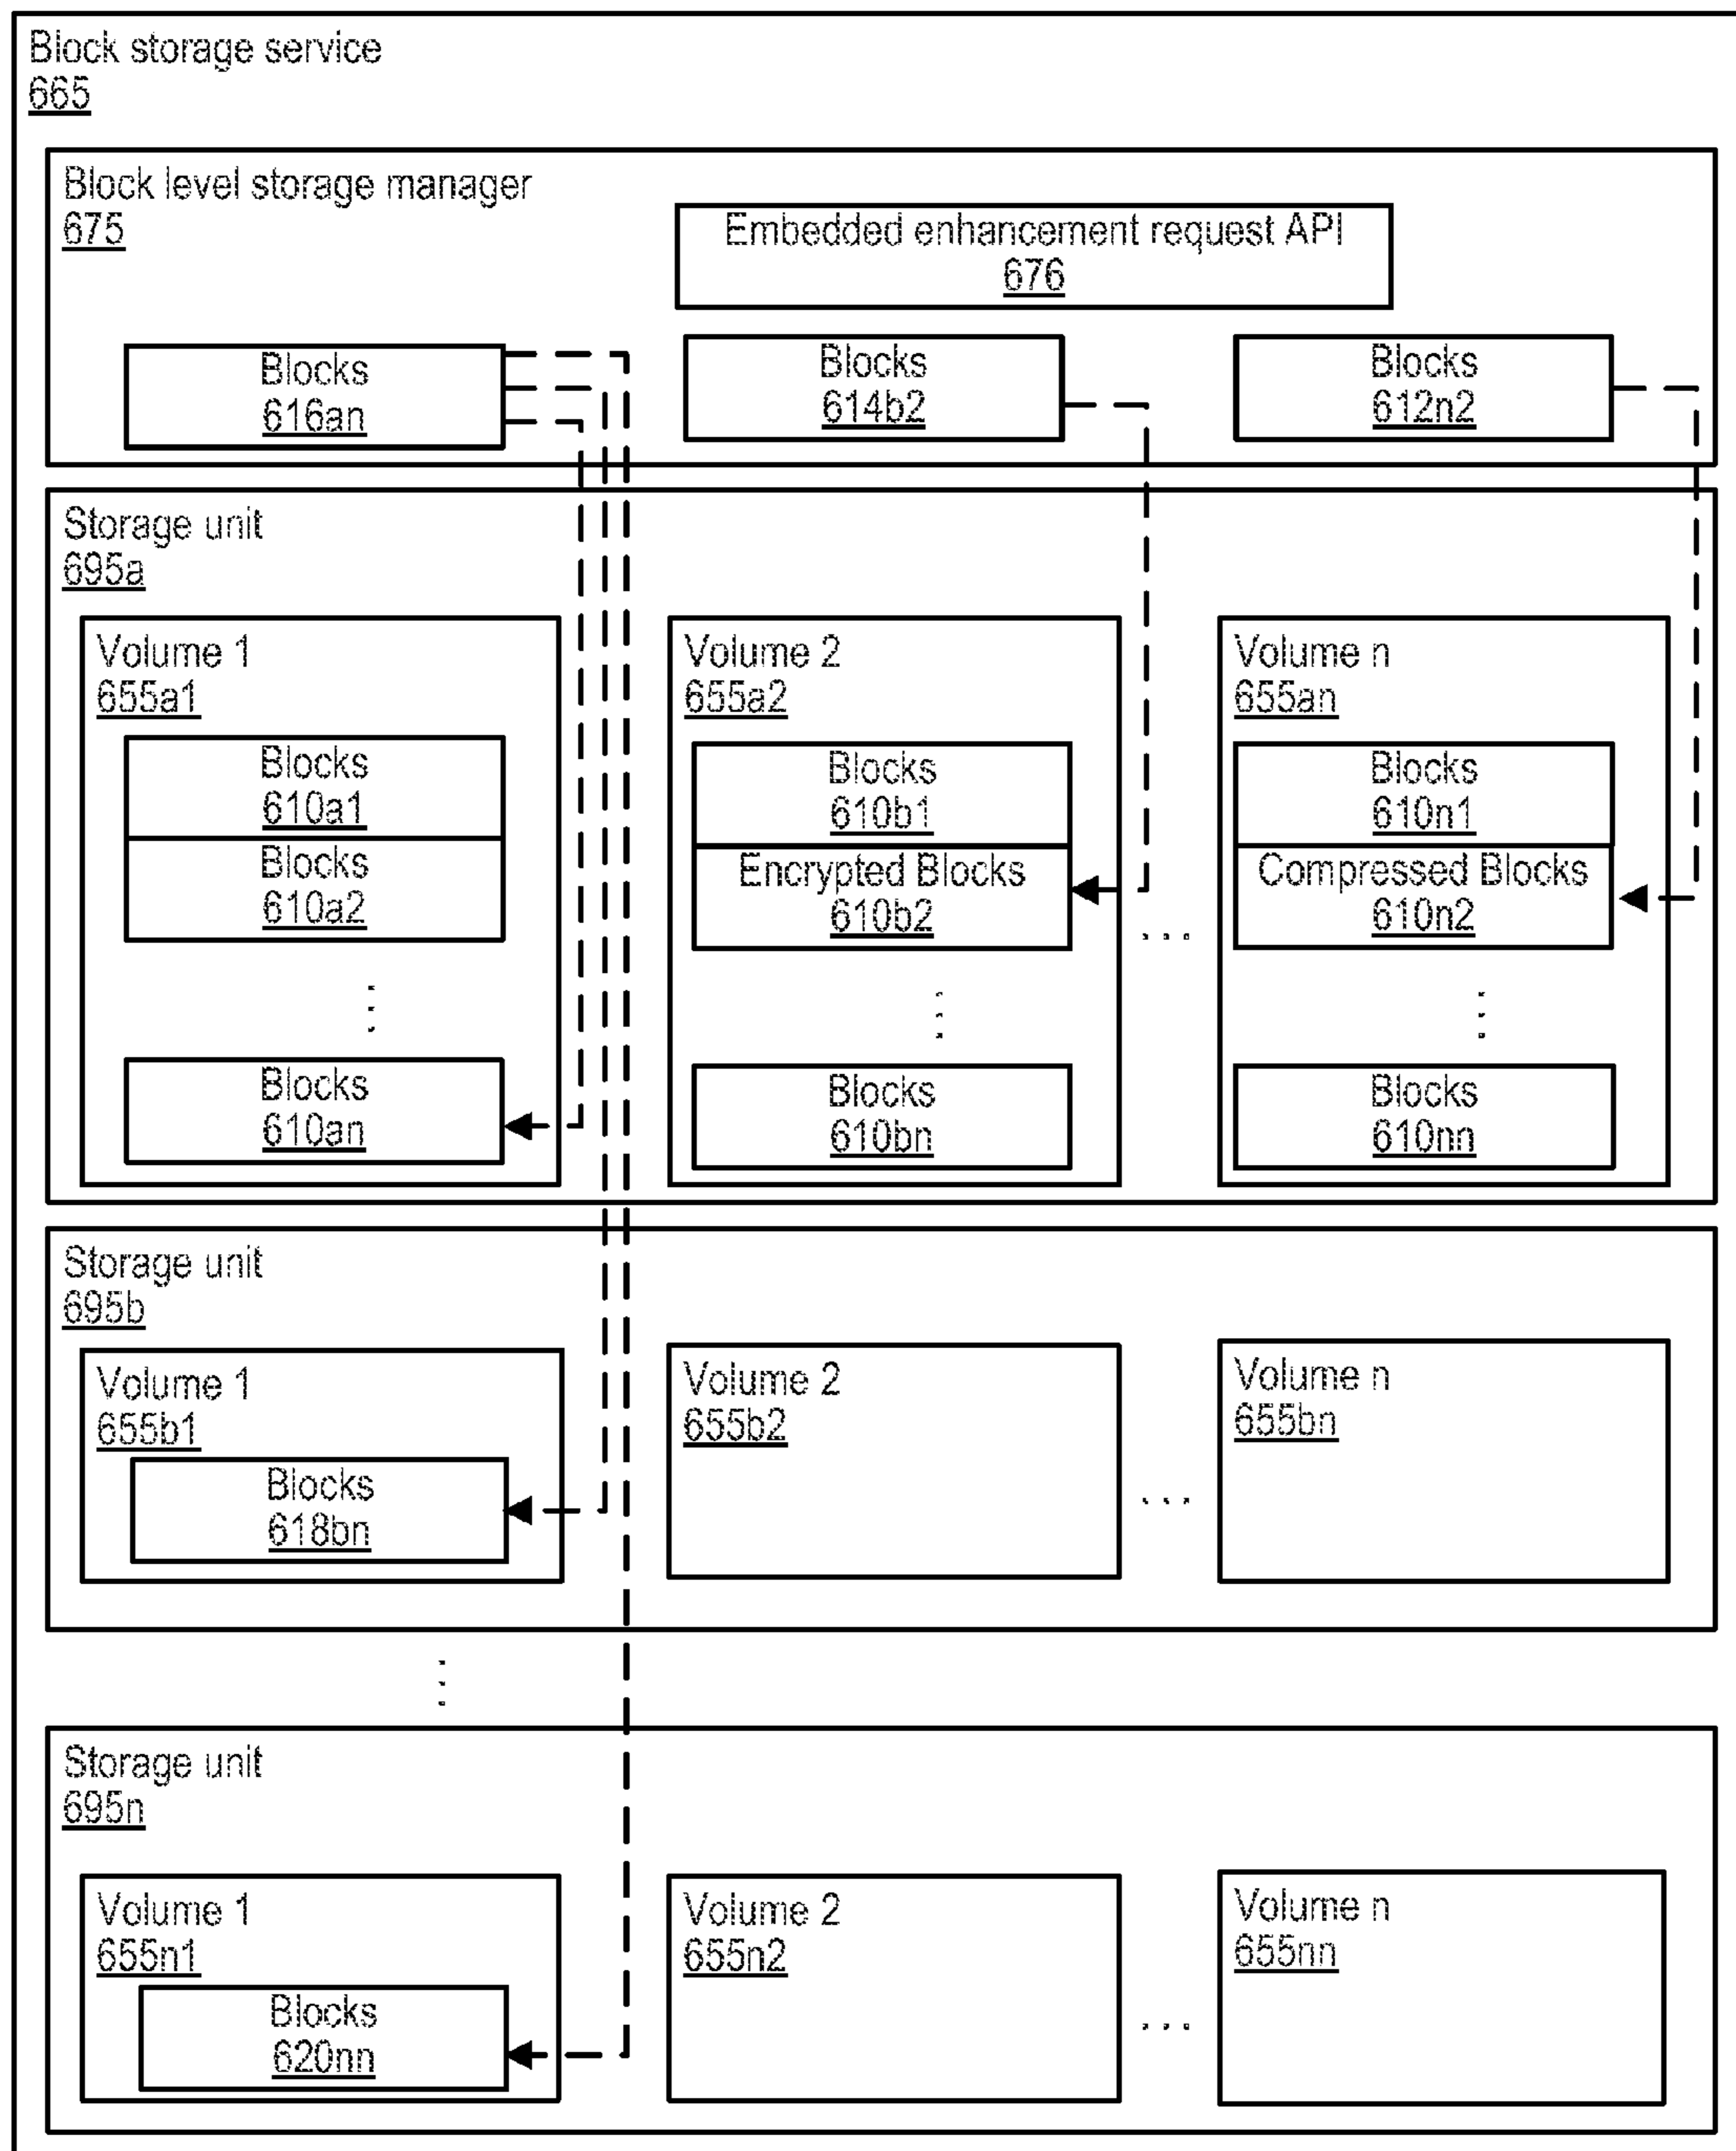 Block storage service
665
Block level storage manager
675
Embedded enhancement request API
676
Blocks
616an
Blocks
614b2
Blocks
612n2
Storage unit
695a
Volume 1
655a1
Blocks
610a1
Blocks
610a2
⋮
Blocks
610an
Volume 2
655a2
Blocks
610b1
Encrypted Blocks
610b2
⋮
Blocks
610bn
...
Volume n
655an
Blocks
610n1
Compressed Blocks
610n2
⋮
Blocks
610nn
Storage unit
695b
Volume 1
655b1
Blocks
618bn
Volume 2
655b2
...
Volume n
655bn
⋮
Storage unit
695n
Volume 1
655n1
Blocks
620nn
Volume 2
655n2
...
Volume n
655nn